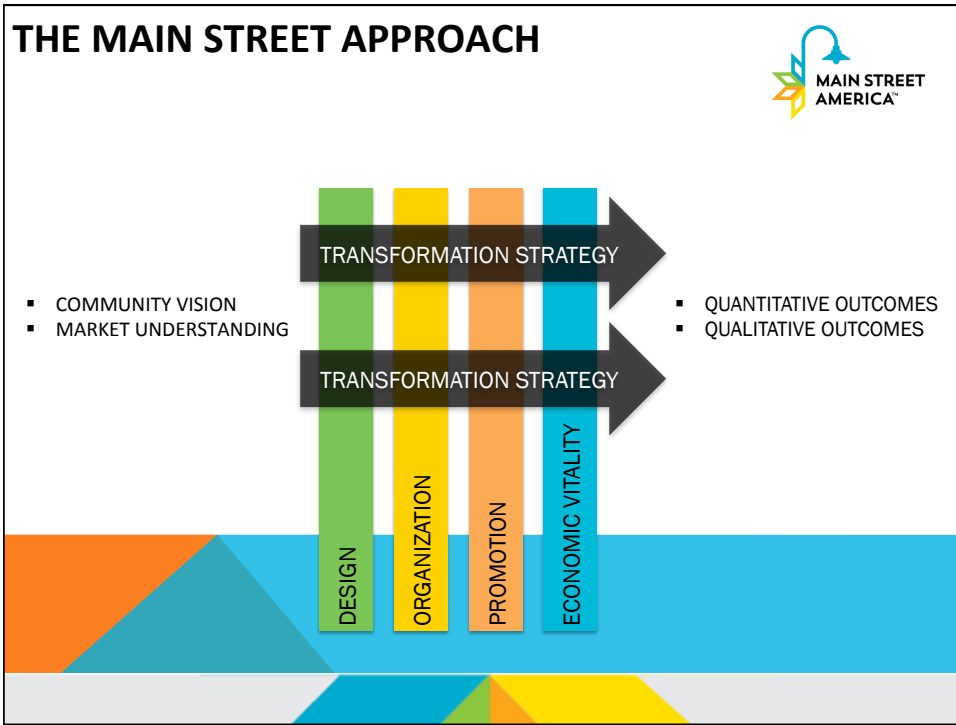 THE MAIN STREET APPROACH
MAIN STREET
AMERICA™
TRANSFORMATION STRATEGY
▪ COMMUNITY VISION
▪ MARKET UNDERSTANDING
▪ QUANTITATIVE OUTCOMES
▪ QUALITATIVE OUTCOMES
TRANSFORMATION STRATEGY
DESIGN
ORGANIZATION
PROMOTION
ECONOMIC VITALITY